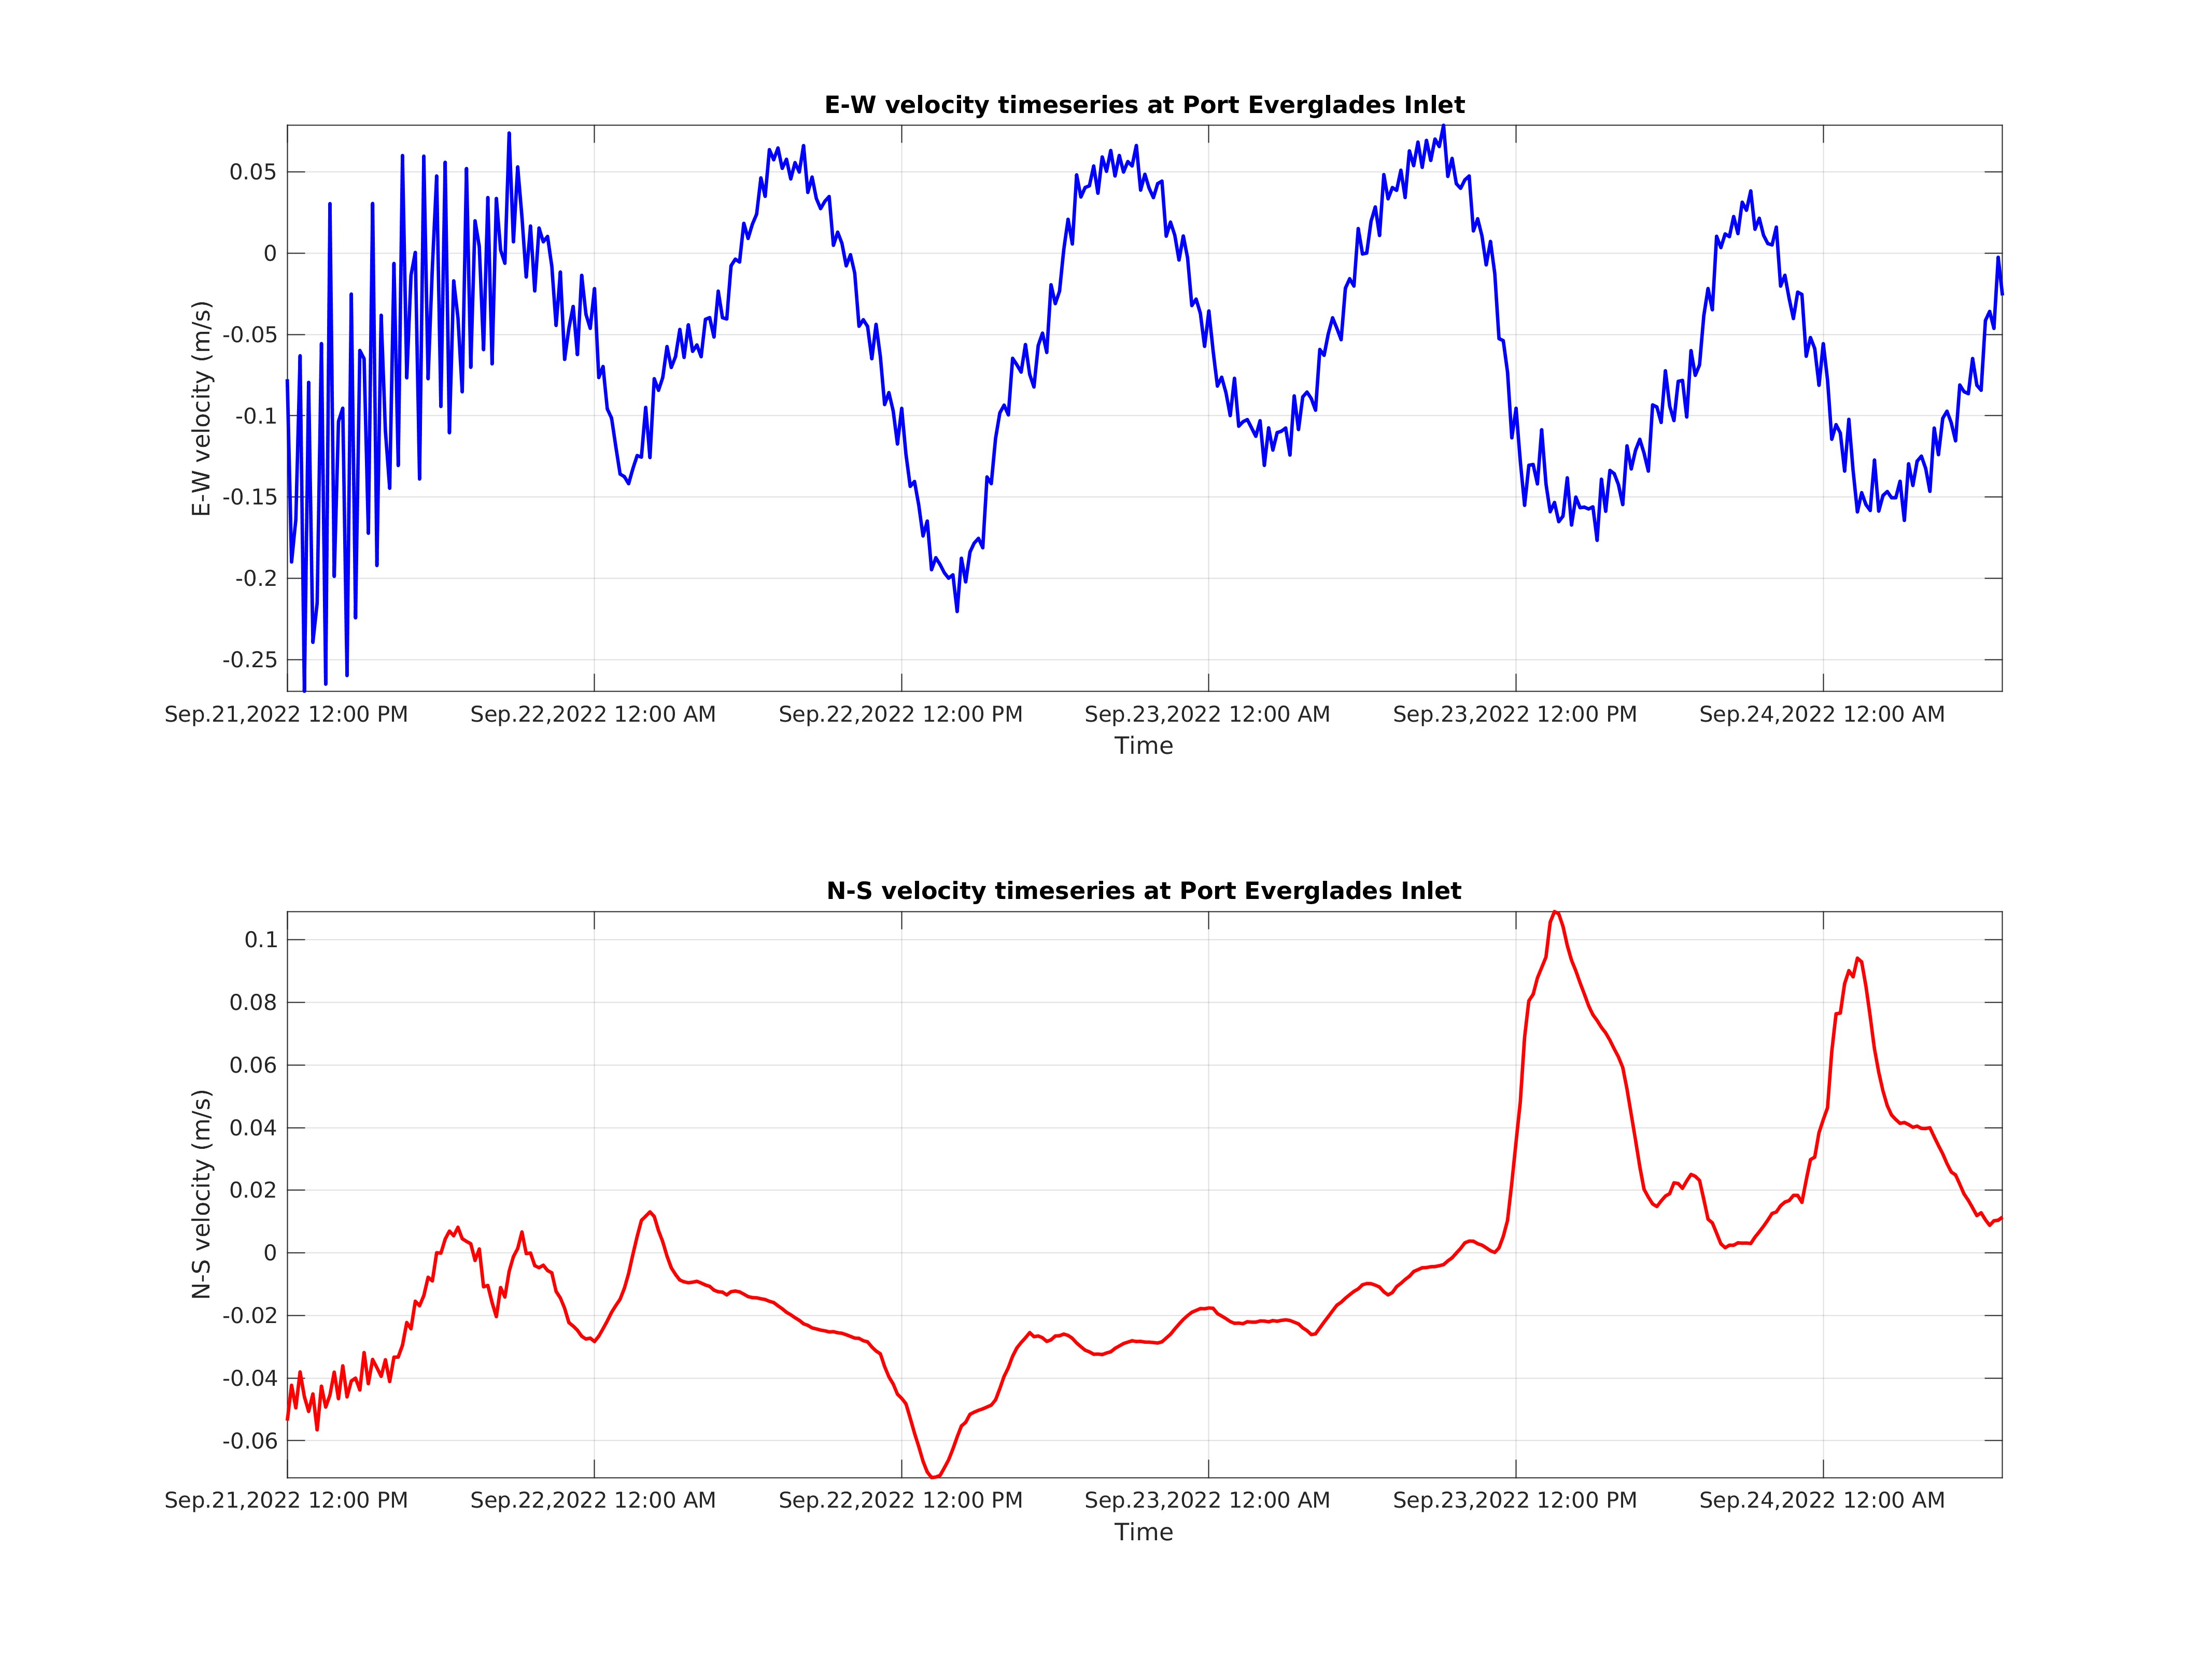 E-W velocity timeseries at Port Everglades Inlet
E-W velocity (m/s)
0.05
0
-0.05
-0.1
-0.15
-0.2
-0.25
Sep.21,2022 12:00 PM Sep.22,2022 12:00 AM Sep.22,2022 12:00 PM Sep.23,2022 12:00 AM Sep.23,2022 12:00 PM Sep.24,2022 12:00 AM
Time
N-S velocity timeseries at Port Everglades Inlet
N-S velocity (m/s)
0.1
0.08
0.06
0.04
0.02
0
-0.02
-0.04
-0.06
Sep.21,2022 12:00 PM Sep.22,2022 12:00 AM Sep.22,2022 12:00 PM Sep.23,2022 12:00 AM Sep.23,2022 12:00 PM Sep.24,2022 12:00 AM
Time